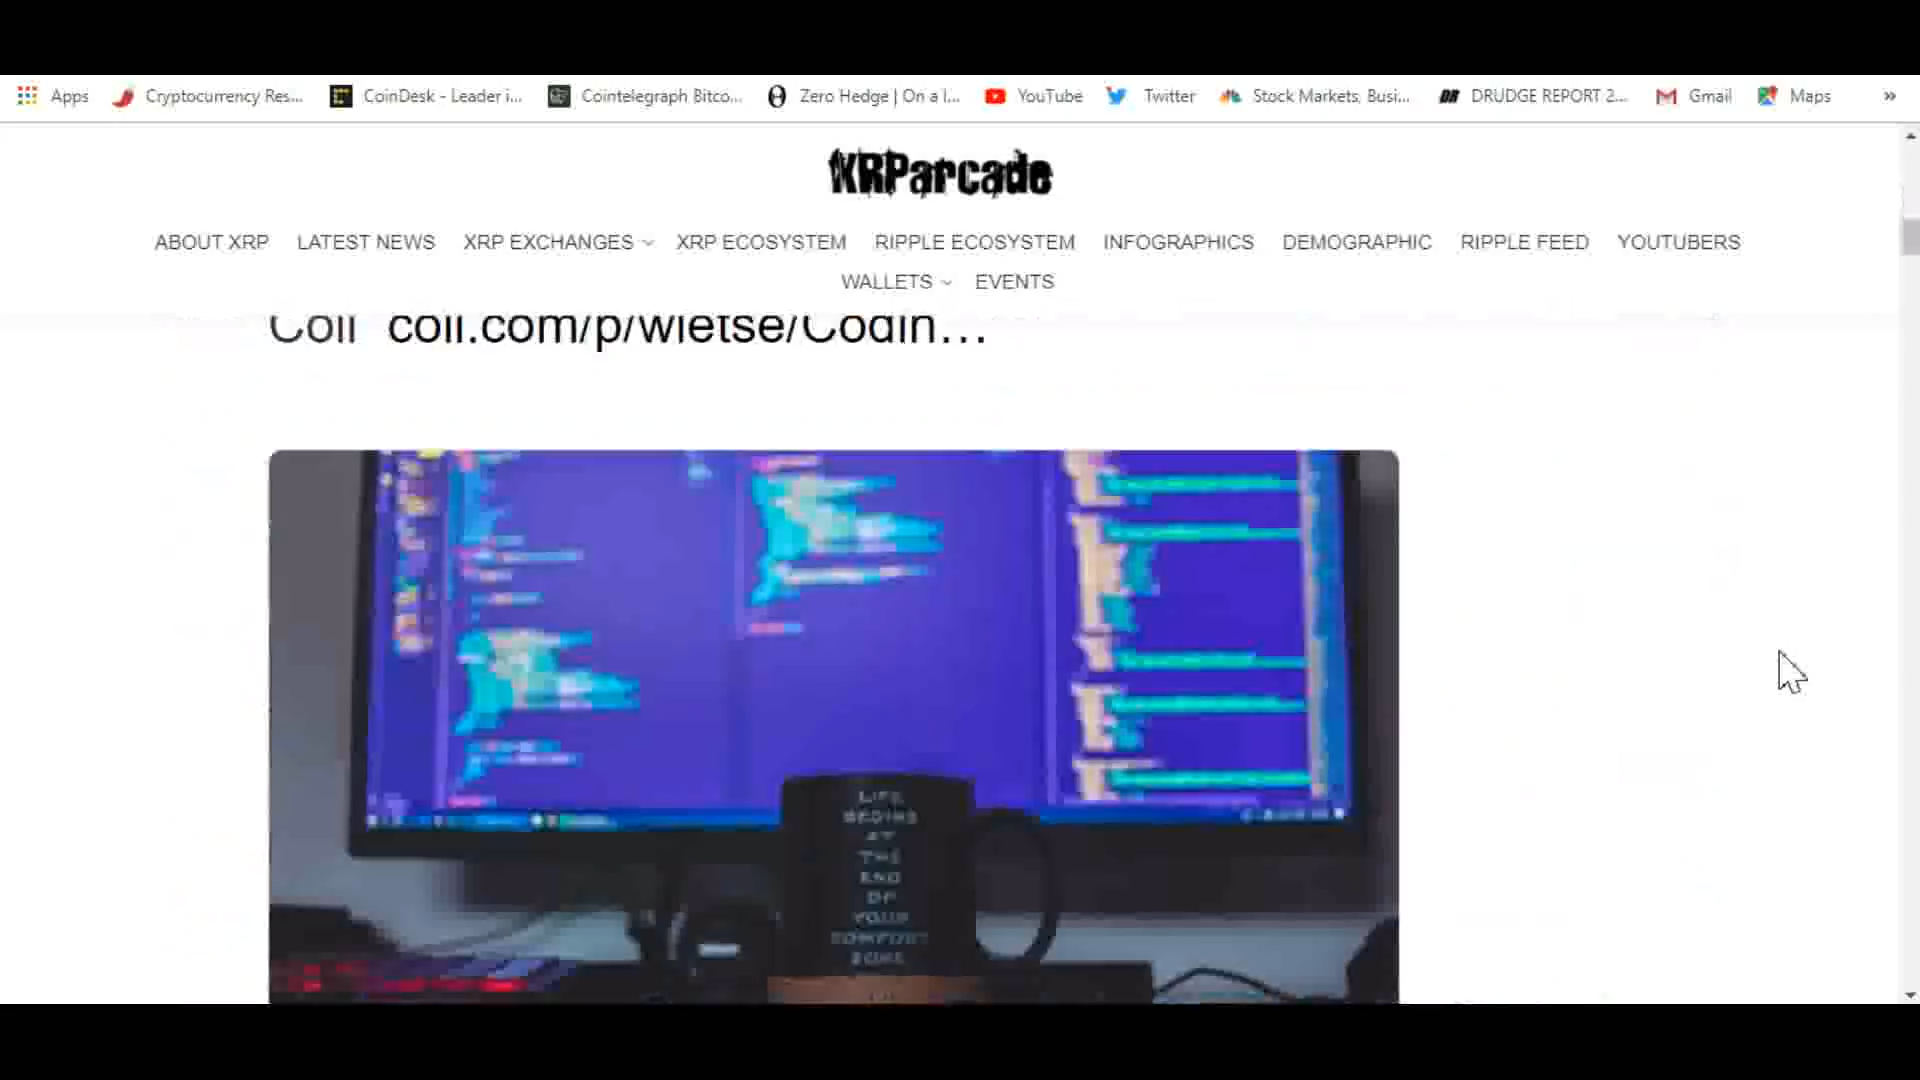 Apps Cryptocurrency Res... CoinDesk - Leader i... Cointelegraph Bitco... Zero Hedge | On a l... YouTube Twitter Stock Markets, Busi... DR DRUDGE REPORT 2... Gmail Maps »
XRParcade
ABOUT XRP LATEST NEWS XRP EXCHANGES XRP ECOSYSTEM RIPPLE ECOSYSTEM INFOGRAPHICS DEMOGRAPHIC RIPPLE FEED YOUTUBERS
WALLETS EVENTS
Coil coil.com/p/wietse/Codin…
LIFE
BEGINS
AT
THE
END
OF
YOUR
COMFORT
ZONE